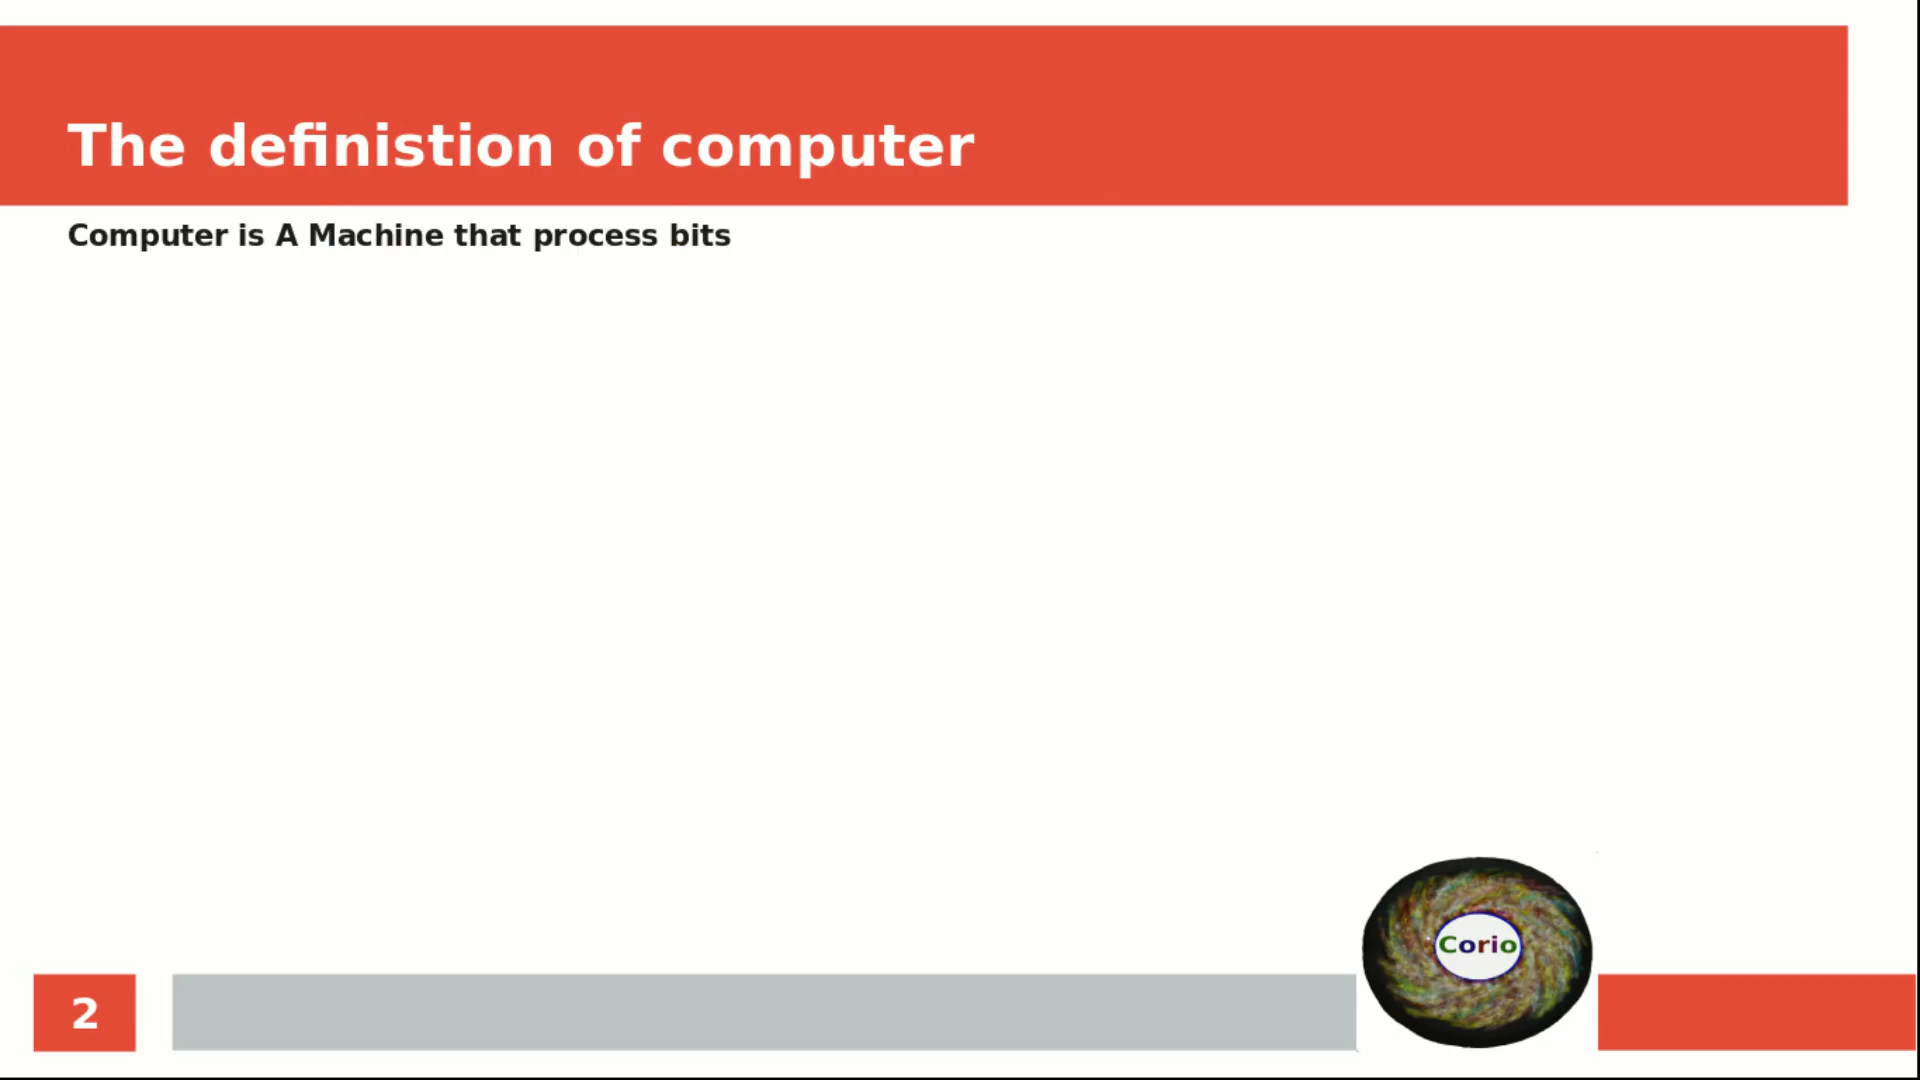 The definistion of computer
Computer is A Machine that process bits
Corio
2